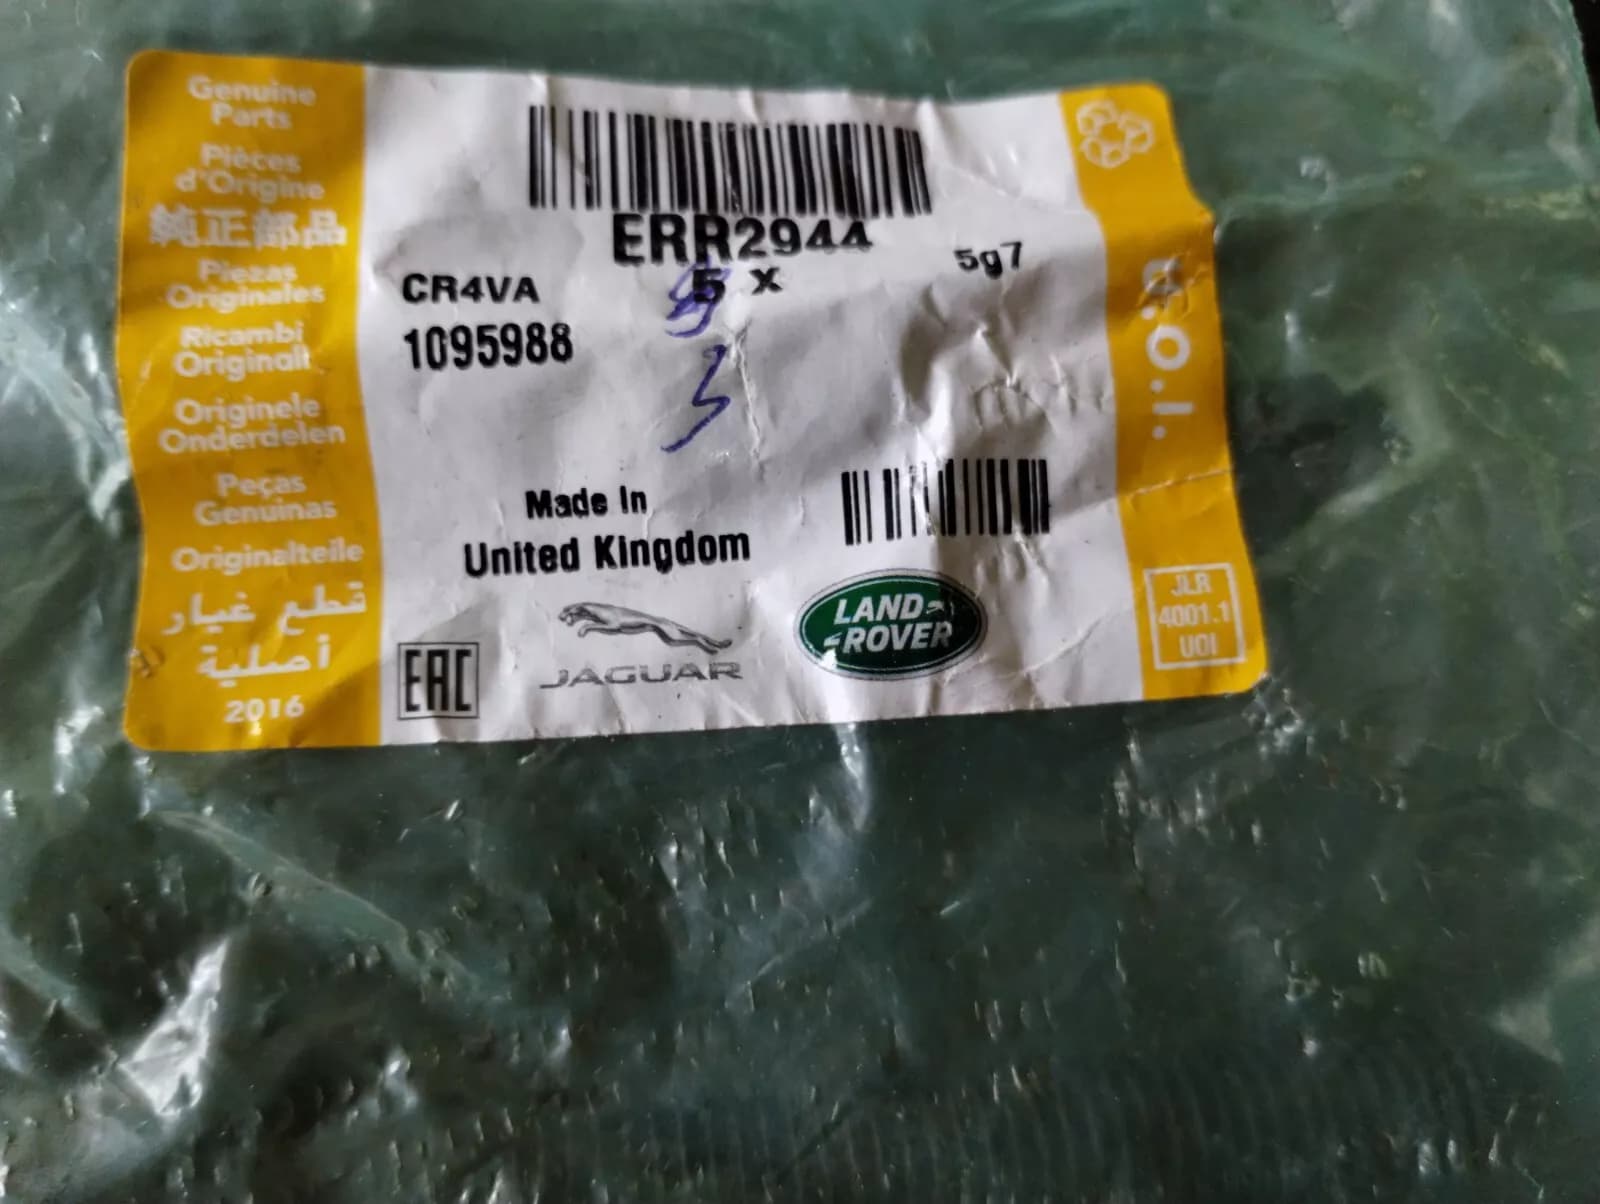 Genuine
Parts
Pièces
d'Origine
純正部品
Piezas
Originales
Ricambi
Originali
Originele
Onderdelen
Peças
Genuinas
Originalteile
قطع غيار
أصلية
2016
ERR2944
5 X
5g7
CR4VA
1095988
Made In
United Kingdom
EAC
JAGUAR
LAND-
-ROVER
u.o.i.
JLR
4001.1
UOI